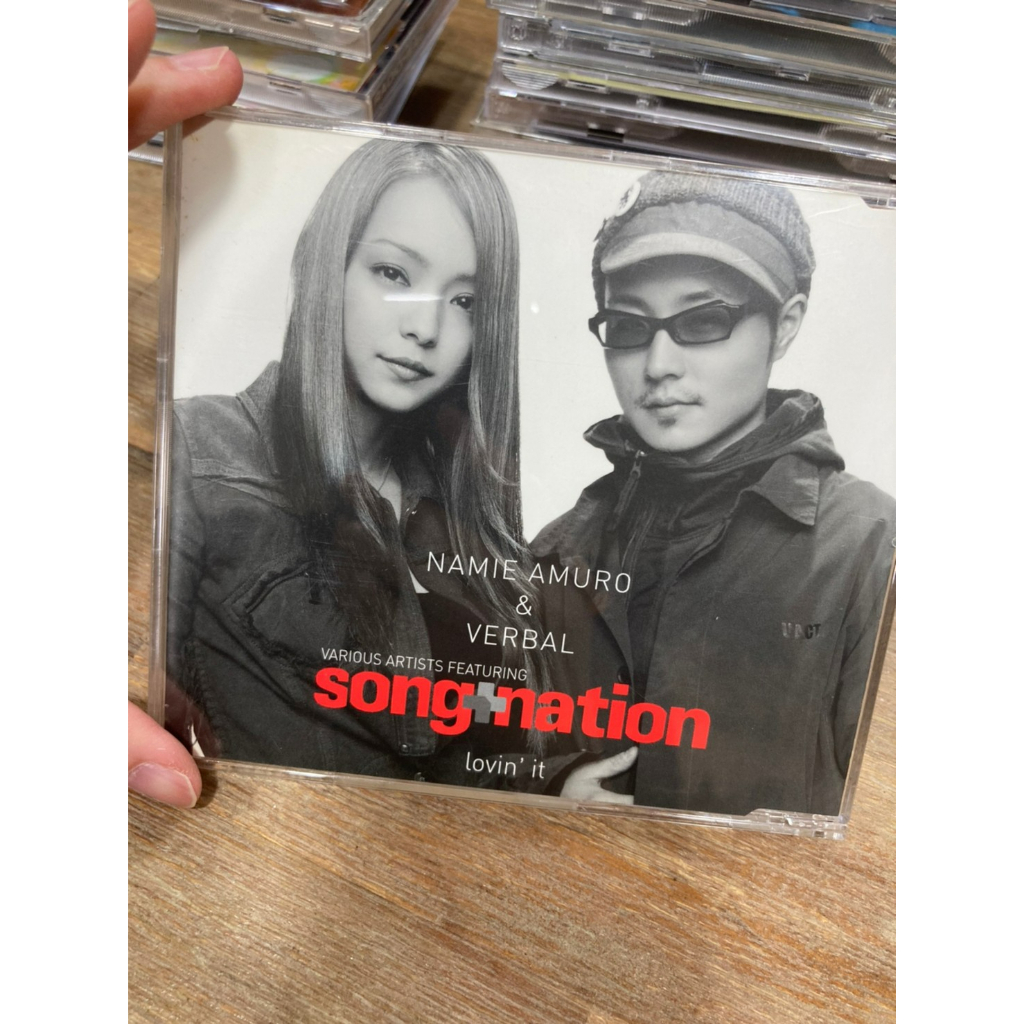 NAMIE AMURO
&
VERBAL
VARIOUS ARTISTS FEATURING
song+nation
lovin' it